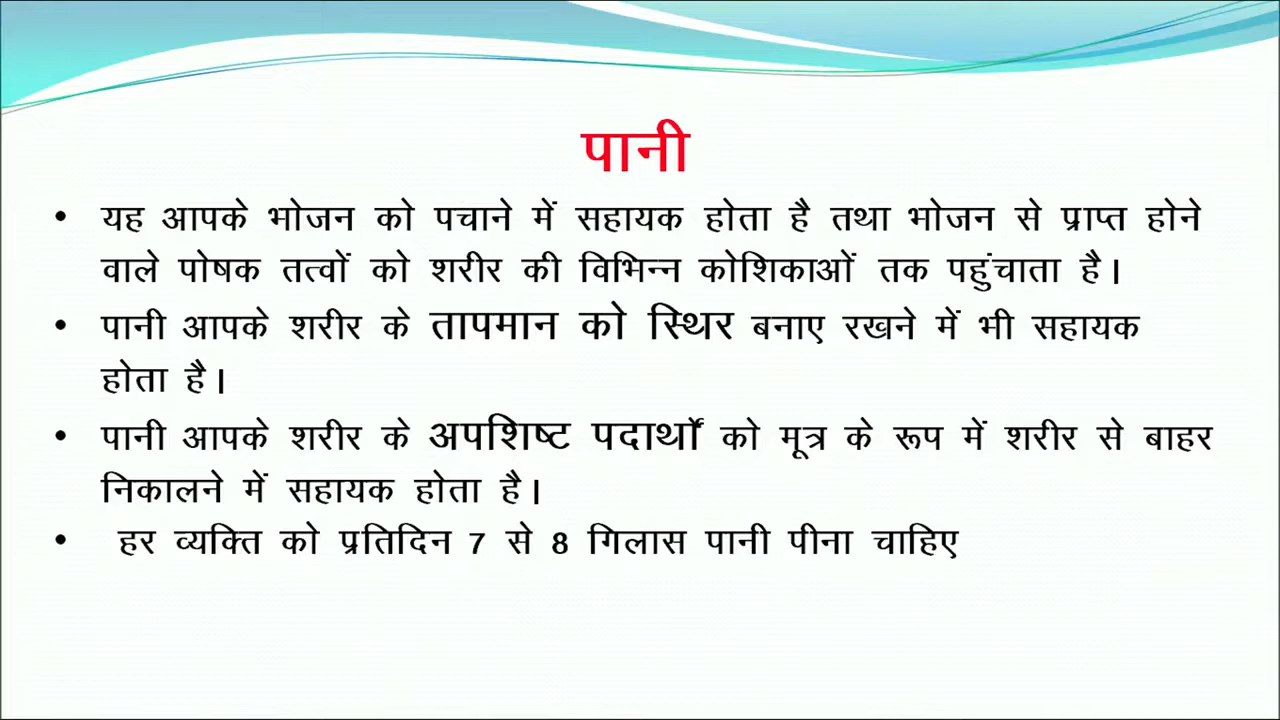 पानी
• यह आपके भोजन को पचाने में सहायक होता है तथा भोजन से प्राप्त होने
वाले पोषक तत्वों को शरीर की विभिन्न कोशिकाओं तक पहुंचाता है।
• पानी आपके शरीर के तापमान को स्थिर बनाए रखने में भी सहायक
होता है।
• पानी आपके शरीर के अपशिष्ट पदार्थों को मूत्र के रूप में शरीर से बाहर
निकालने में सहायक होता है।
• हर व्यक्ति को प्रतिदिन 7 से 8 गिलास पानी पीना चाहिए